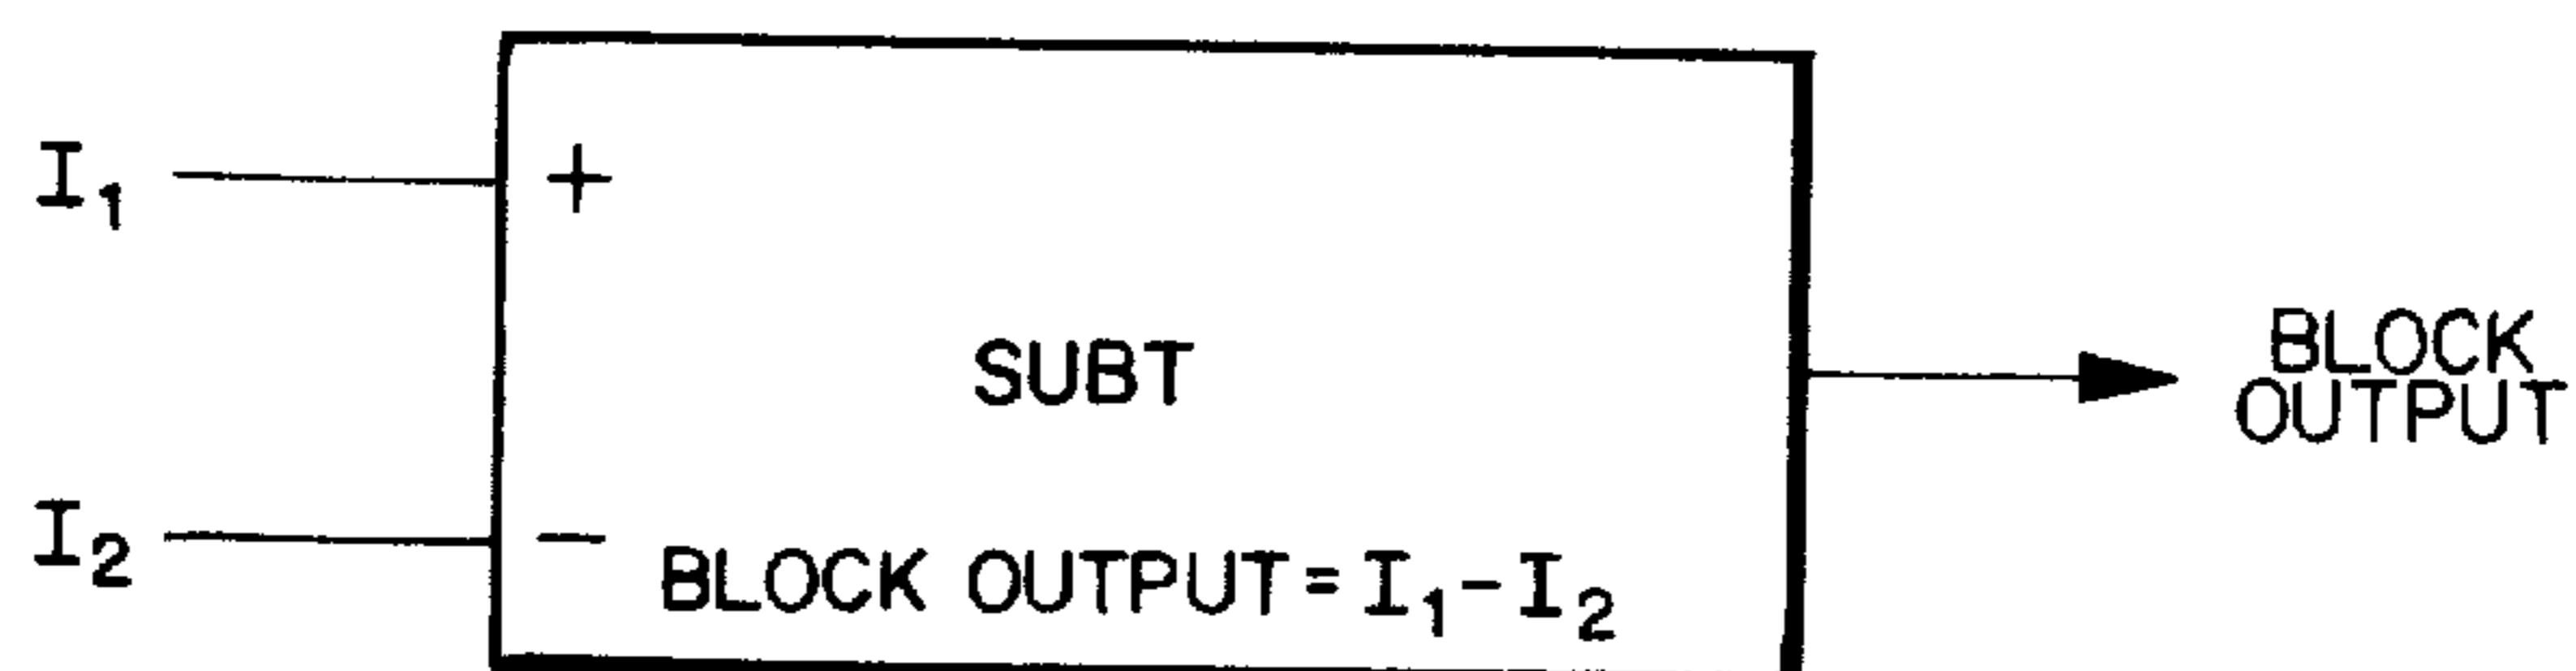 I₁
+
SUBT
BLOCK
OUTPUT
I₂
−
BLOCK OUTPUT = I₁ - I₂